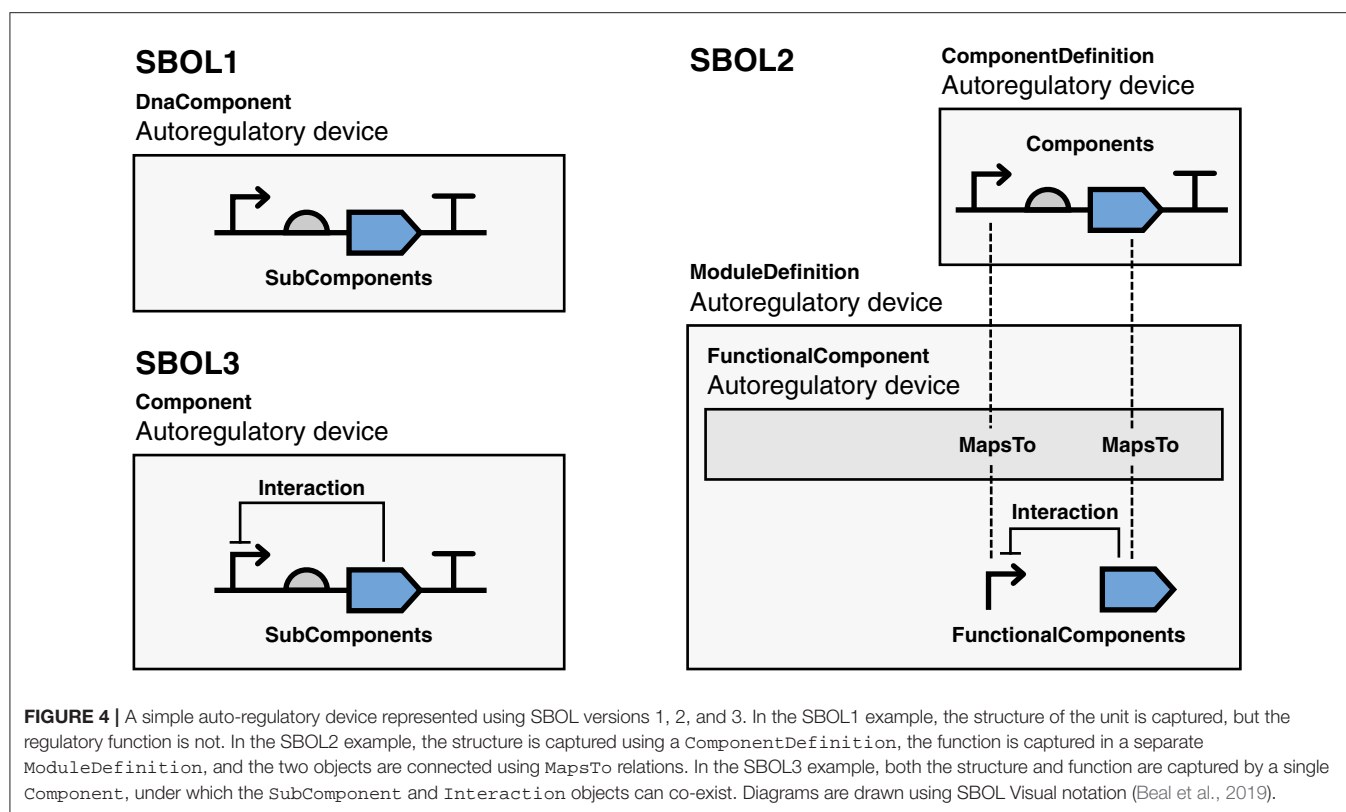 SBOL1
DnaComponent
Autoregulatory device
SubComponents
SBOL3
Component
Autoregulatory device
Interaction
SubComponents
SBOL2
ComponentDefinition
Autoregulatory device
Components
ModuleDefinition
Autoregulatory device
FunctionalComponent
Autoregulatory device
MapsTo MapsTo
Interaction
FunctionalComponents
FIGURE 4 | A simple auto-regulatory device represented using SBOL versions 1, 2, and 3. In the SBOL1 example, the structure of the unit is captured, but the
regulatory function is not. In the SBOL2 example, the structure is captured using a ComponentDefinition, the function is captured in a separate
ModuleDefinition, and the two objects are connected using MapsTo relations. In the SBOL3 example, both the structure and function are captured by a single
Component, under which the SubComponent and Interaction objects can co-exist. Diagrams are drawn using SBOL Visual notation (Beal et al., 2019).